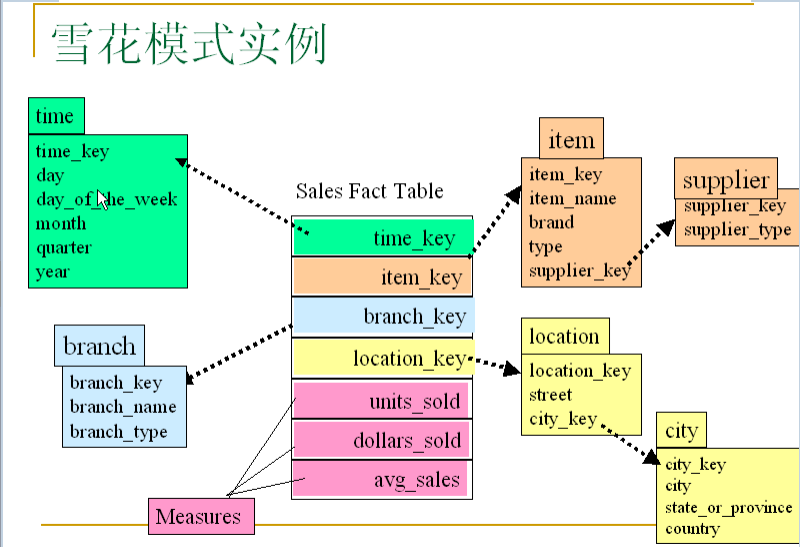 雪花模式实例
time
time_key
day
day_of_the_week
month
quarter
year
Sales Fact Table
time_key
item_key
branch_key
location_key
units_sold
dollars_sold
avg_sales
Measures
branch
branch_key
branch_name
branch_type
item
item_key
item_name
brand
type
supplier_key
supplier
supplier_key
supplier_type
location
location_key
street
city_key
city
city_key
city
state_or_province
country